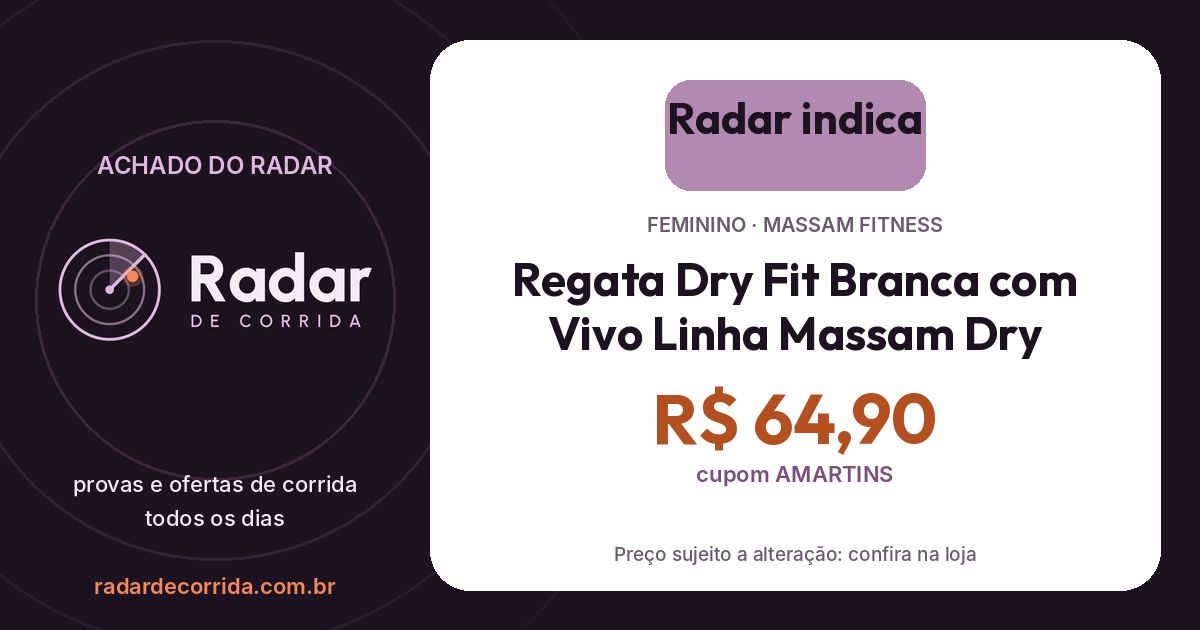 ACHADO DO RADAR
Radar
DE CORRIDA
provas e ofertas de corrida
todos os dias
radardecorrida.com.br
Radar indica
FEMININO · MASSAM FITNESS
Regata Dry Fit Branca com
Vivo Linha Massam Dry
R$ 64,90
cupom AMARTINS
Preço sujeito a alteração: confira na loja